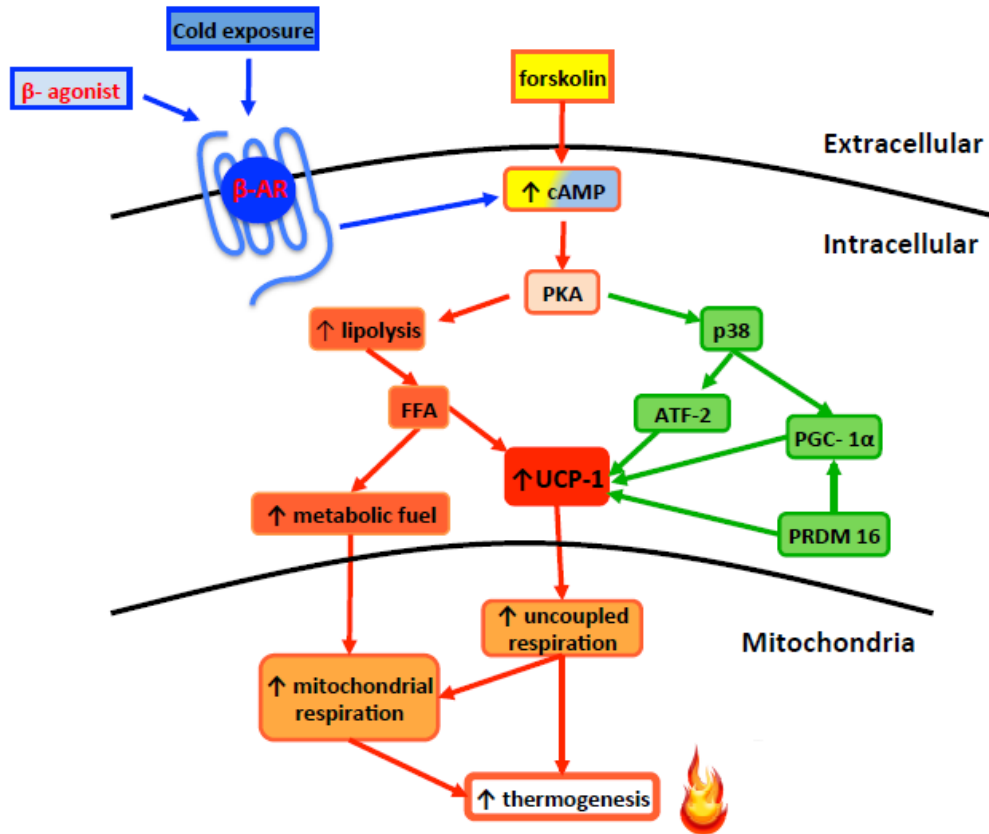 Cold exposure
β- agonist
forskolin
Extracellular
β-AR
↑ cAMP
Intracellular
PKA
↑ lipolysis
p38
FFA
ATF-2
PGC- 1α
↑UCP-1
↑ metabolic fuel
PRDM 16
↑ uncoupled
respiration
Mitochondria
↑ mitochondrial
respiration
↑ thermogenesis